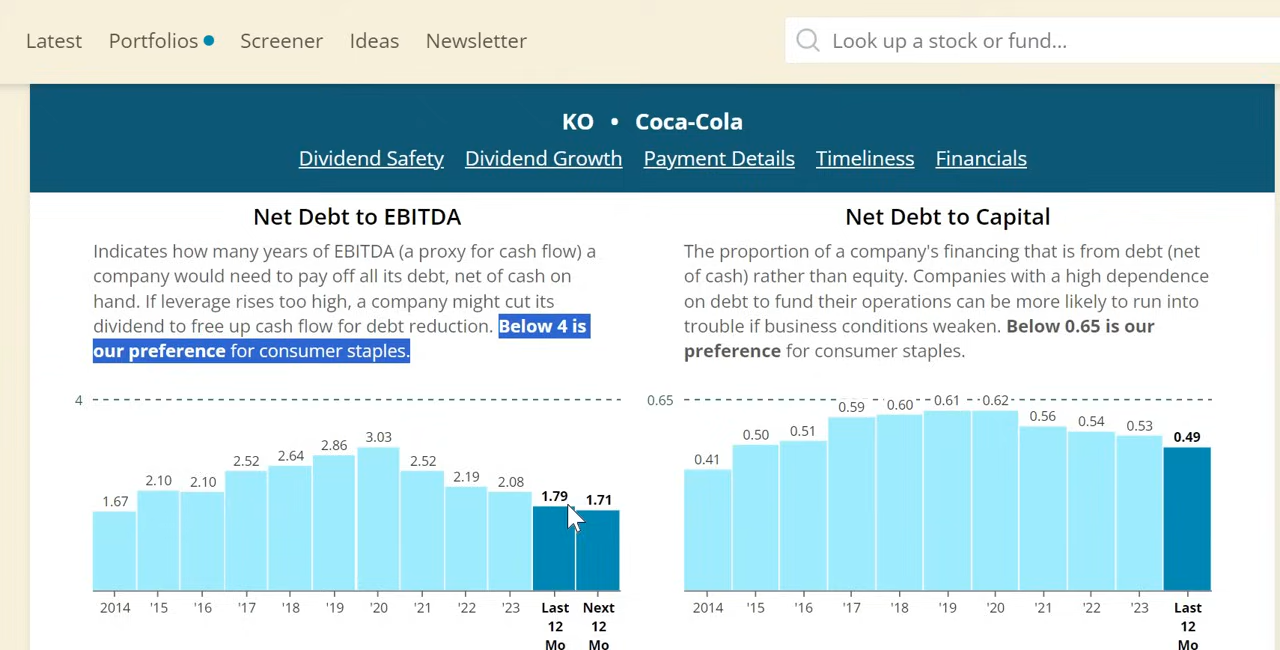 Latest Portfolios Screener Ideas Newsletter Look up a stock or fund...
KO • Coca-Cola
Dividend Safety Dividend Growth Payment Details Timeliness Financials
Net Debt to EBITDA
Indicates how many years of EBITDA (a proxy for cash flow) a
company would need to pay off all its debt, net of cash on
hand. If leverage rises too high, a company might cut its
dividend to free up cash flow for debt reduction. Below 4 is
our preference for consumer staples.
4
1.67 2.10 2.10 2.52 2.64 2.86 3.03 2.52 2.19 2.08 1.79 1.71
2014 '15 '16 '17 '18 '19 '20 '21 '22 '23 Last Next
12 12
Mo Mo
Net Debt to Capital
The proportion of a company's financing that is from debt (net
of cash) rather than equity. Companies with a high dependence
on debt to fund their operations can be more likely to run into
trouble if business conditions weaken. Below 0.65 is our
preference for consumer staples.
0.65
0.41 0.50 0.51 0.59 0.60 0.61 0.62 0.56 0.54 0.53 0.49
2014 '15 '16 '17 '18 '19 '20 '21 '22 '23 Last
12
Mo